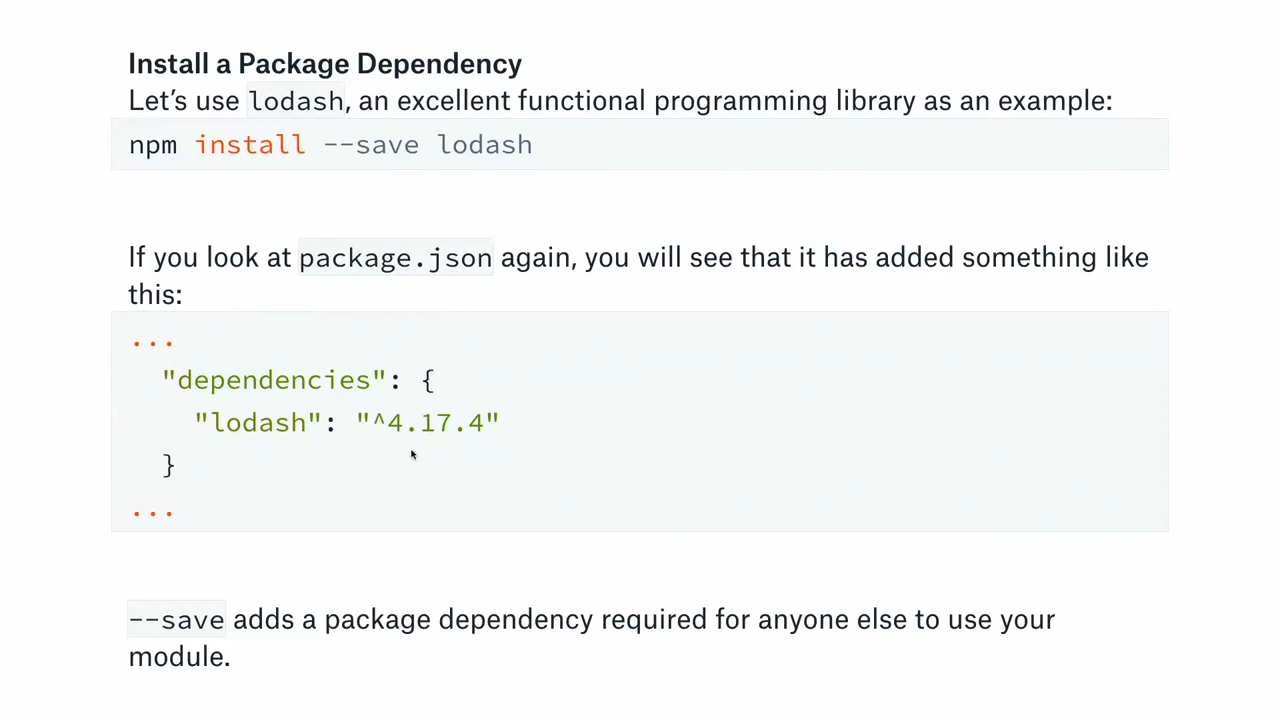 Install a Package Dependency
Let’s use lodash, an excellent functional programming library as an example:
npm install --save lodash
If you look at package.json again, you will see that it has added something like
this:
...
"dependencies": {
"lodash": "^4.17.4"
}
...
--save adds a package dependency required for anyone else to use your
module.